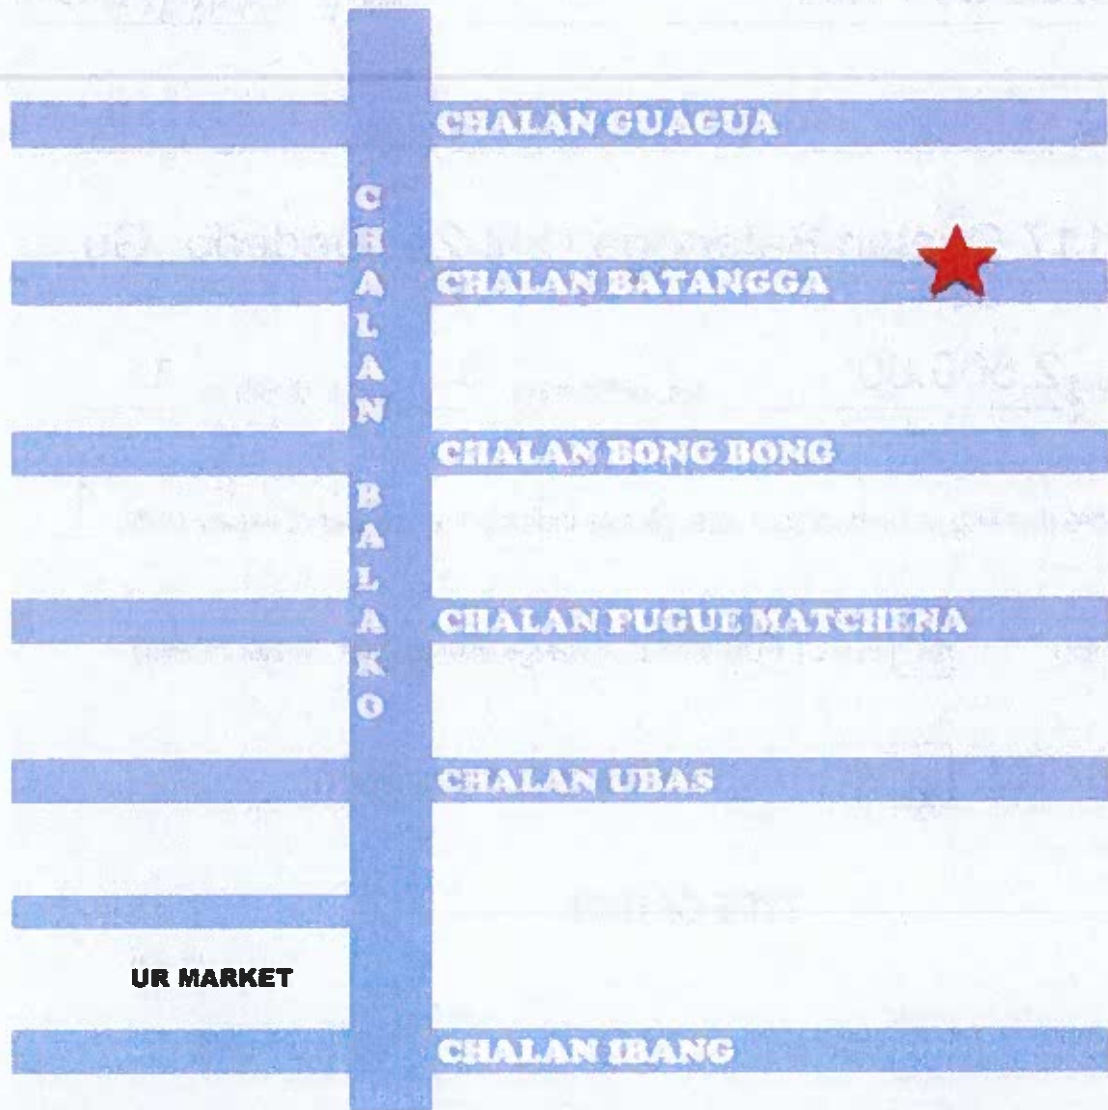 CHALAN GUAGUA
CHALAN BALAKO
CHALAN BATANGGA
CHALAN BONG BONG
CHALAN PUGUE MATCHENA
CHALAN UBAS
UR MARKET
CHALAN IBANG